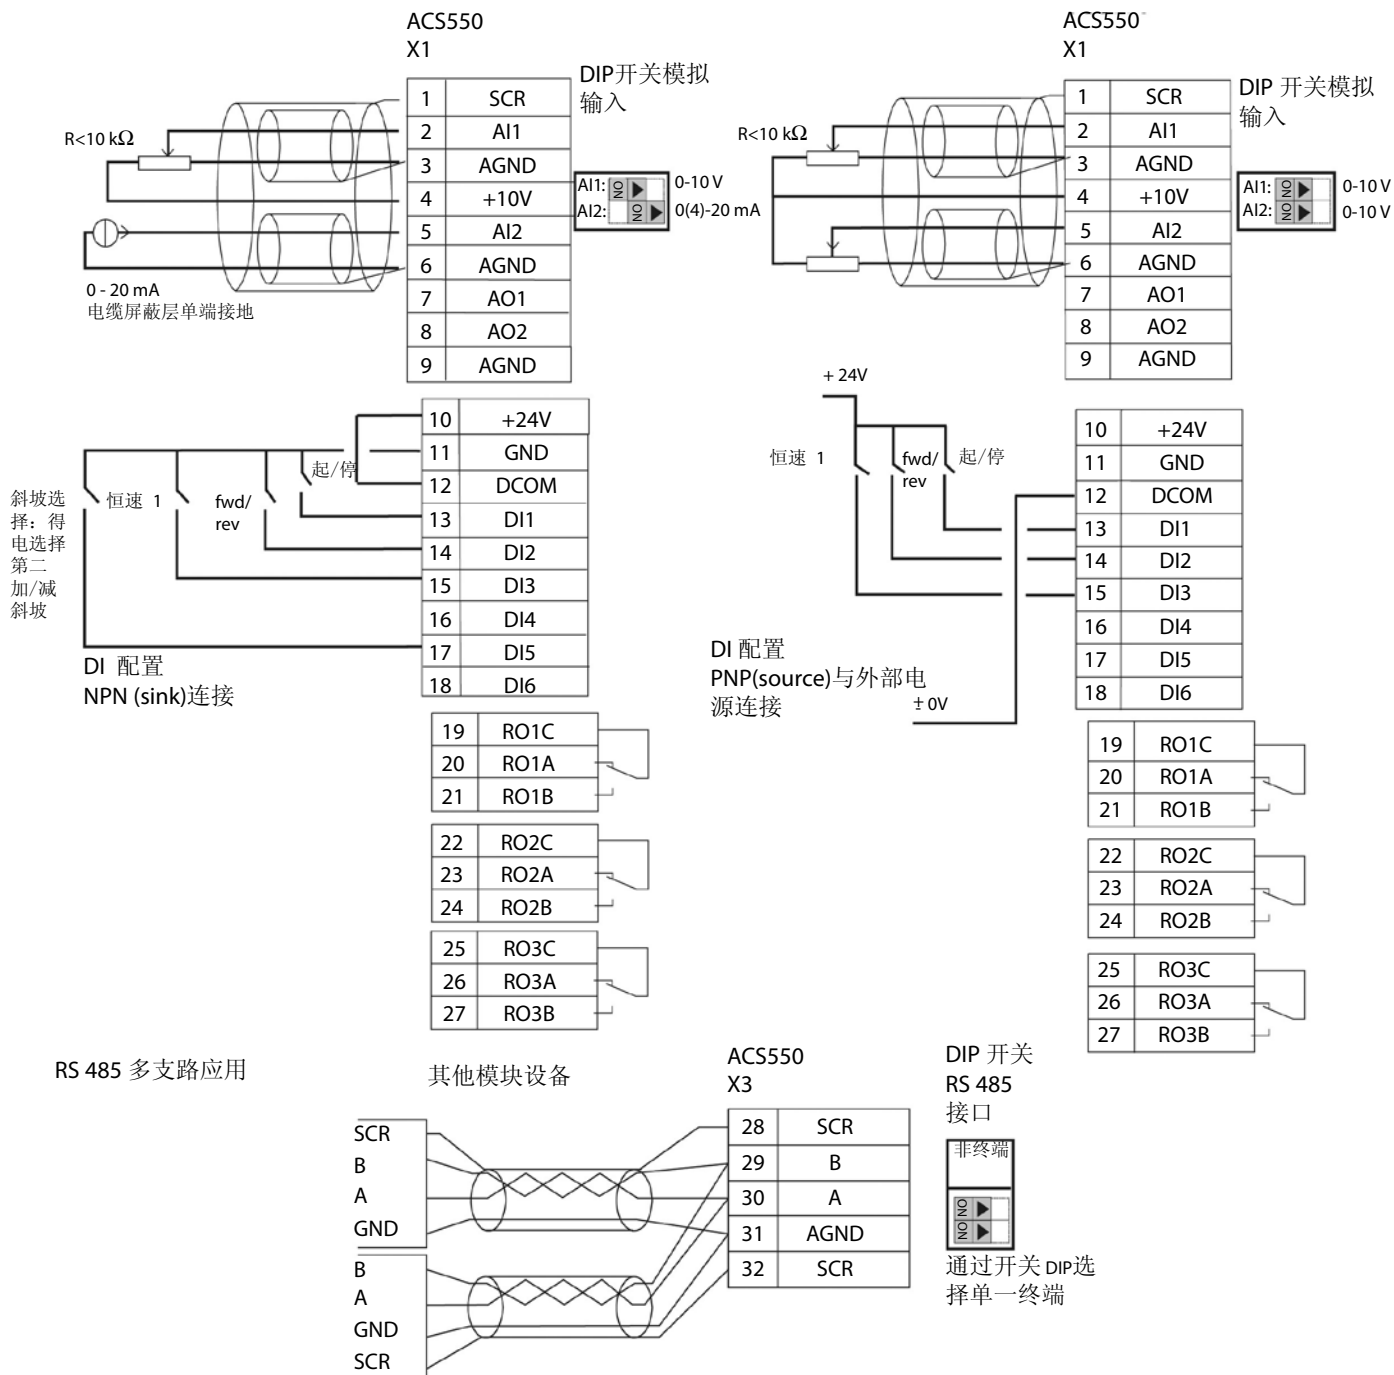 ACS550
X1
DIP开关模拟
输入
1 SCR
2 AI1
3 AGND
4 +10V
5 AI2
6 AGND
7 AO1
8 AO2
9 AGND
R<10 kΩ
0 - 20 mA
电缆屏蔽层单端接地
AI1: ON 0-10 V
AI2: ON 0(4)-20 mA
10 +24V
11 GND
12 DCOM
13 DI1
14 DI2
15 DI3
16 DI4
17 DI5
18 DI6
斜坡选
择：得
电选择
第二
加/减
斜坡
恒速 1
fwd/
rev
起/停
DI 配置
NPN (sink)连接
19 RO1C
20 RO1A
21 RO1B
22 RO2C
23 RO2A
24 RO2B
25 RO3C
26 RO3A
27 RO3B
ACS550
X1
DIP 开关模拟
输入
1 SCR
2 AI1
3 AGND
4 +10V
5 AI2
6 AGND
7 AO1
8 AO2
9 AGND
R<10 kΩ
AI1: ON 0-10 V
AI2: ON 0-10 V
+ 24V
恒速 1
fwd/
rev
起/停
10 +24V
11 GND
12 DCOM
13 DI1
14 DI2
15 DI3
16 DI4
17 DI5
18 DI6
DI 配置
PNP(source)与外部电
源连接
± 0V
19 RO1C
20 RO1A
21 RO1B
22 RO2C
23 RO2A
24 RO2B
25 RO3C
26 RO3A
27 RO3B
RS 485 多支路应用
其他模块设备
SCR
B
A
GND
B
A
GND
SCR
ACS550
X3
28 SCR
29 B
30 A
31 AGND
32 SCR
DIP 开关
RS 485
接口
非终端
ON
ON
通过开关 DIP选
择单一终端